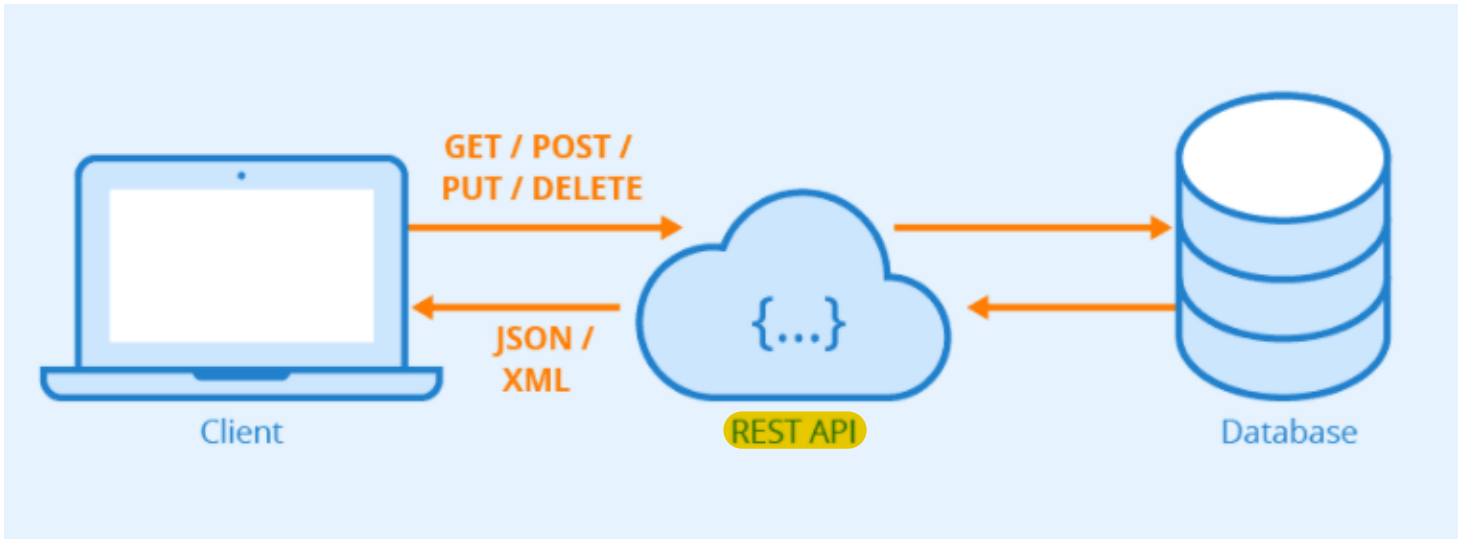 GET / POST /
PUT / DELETE
JSON /
XML
{...}
Client
REST API
Database